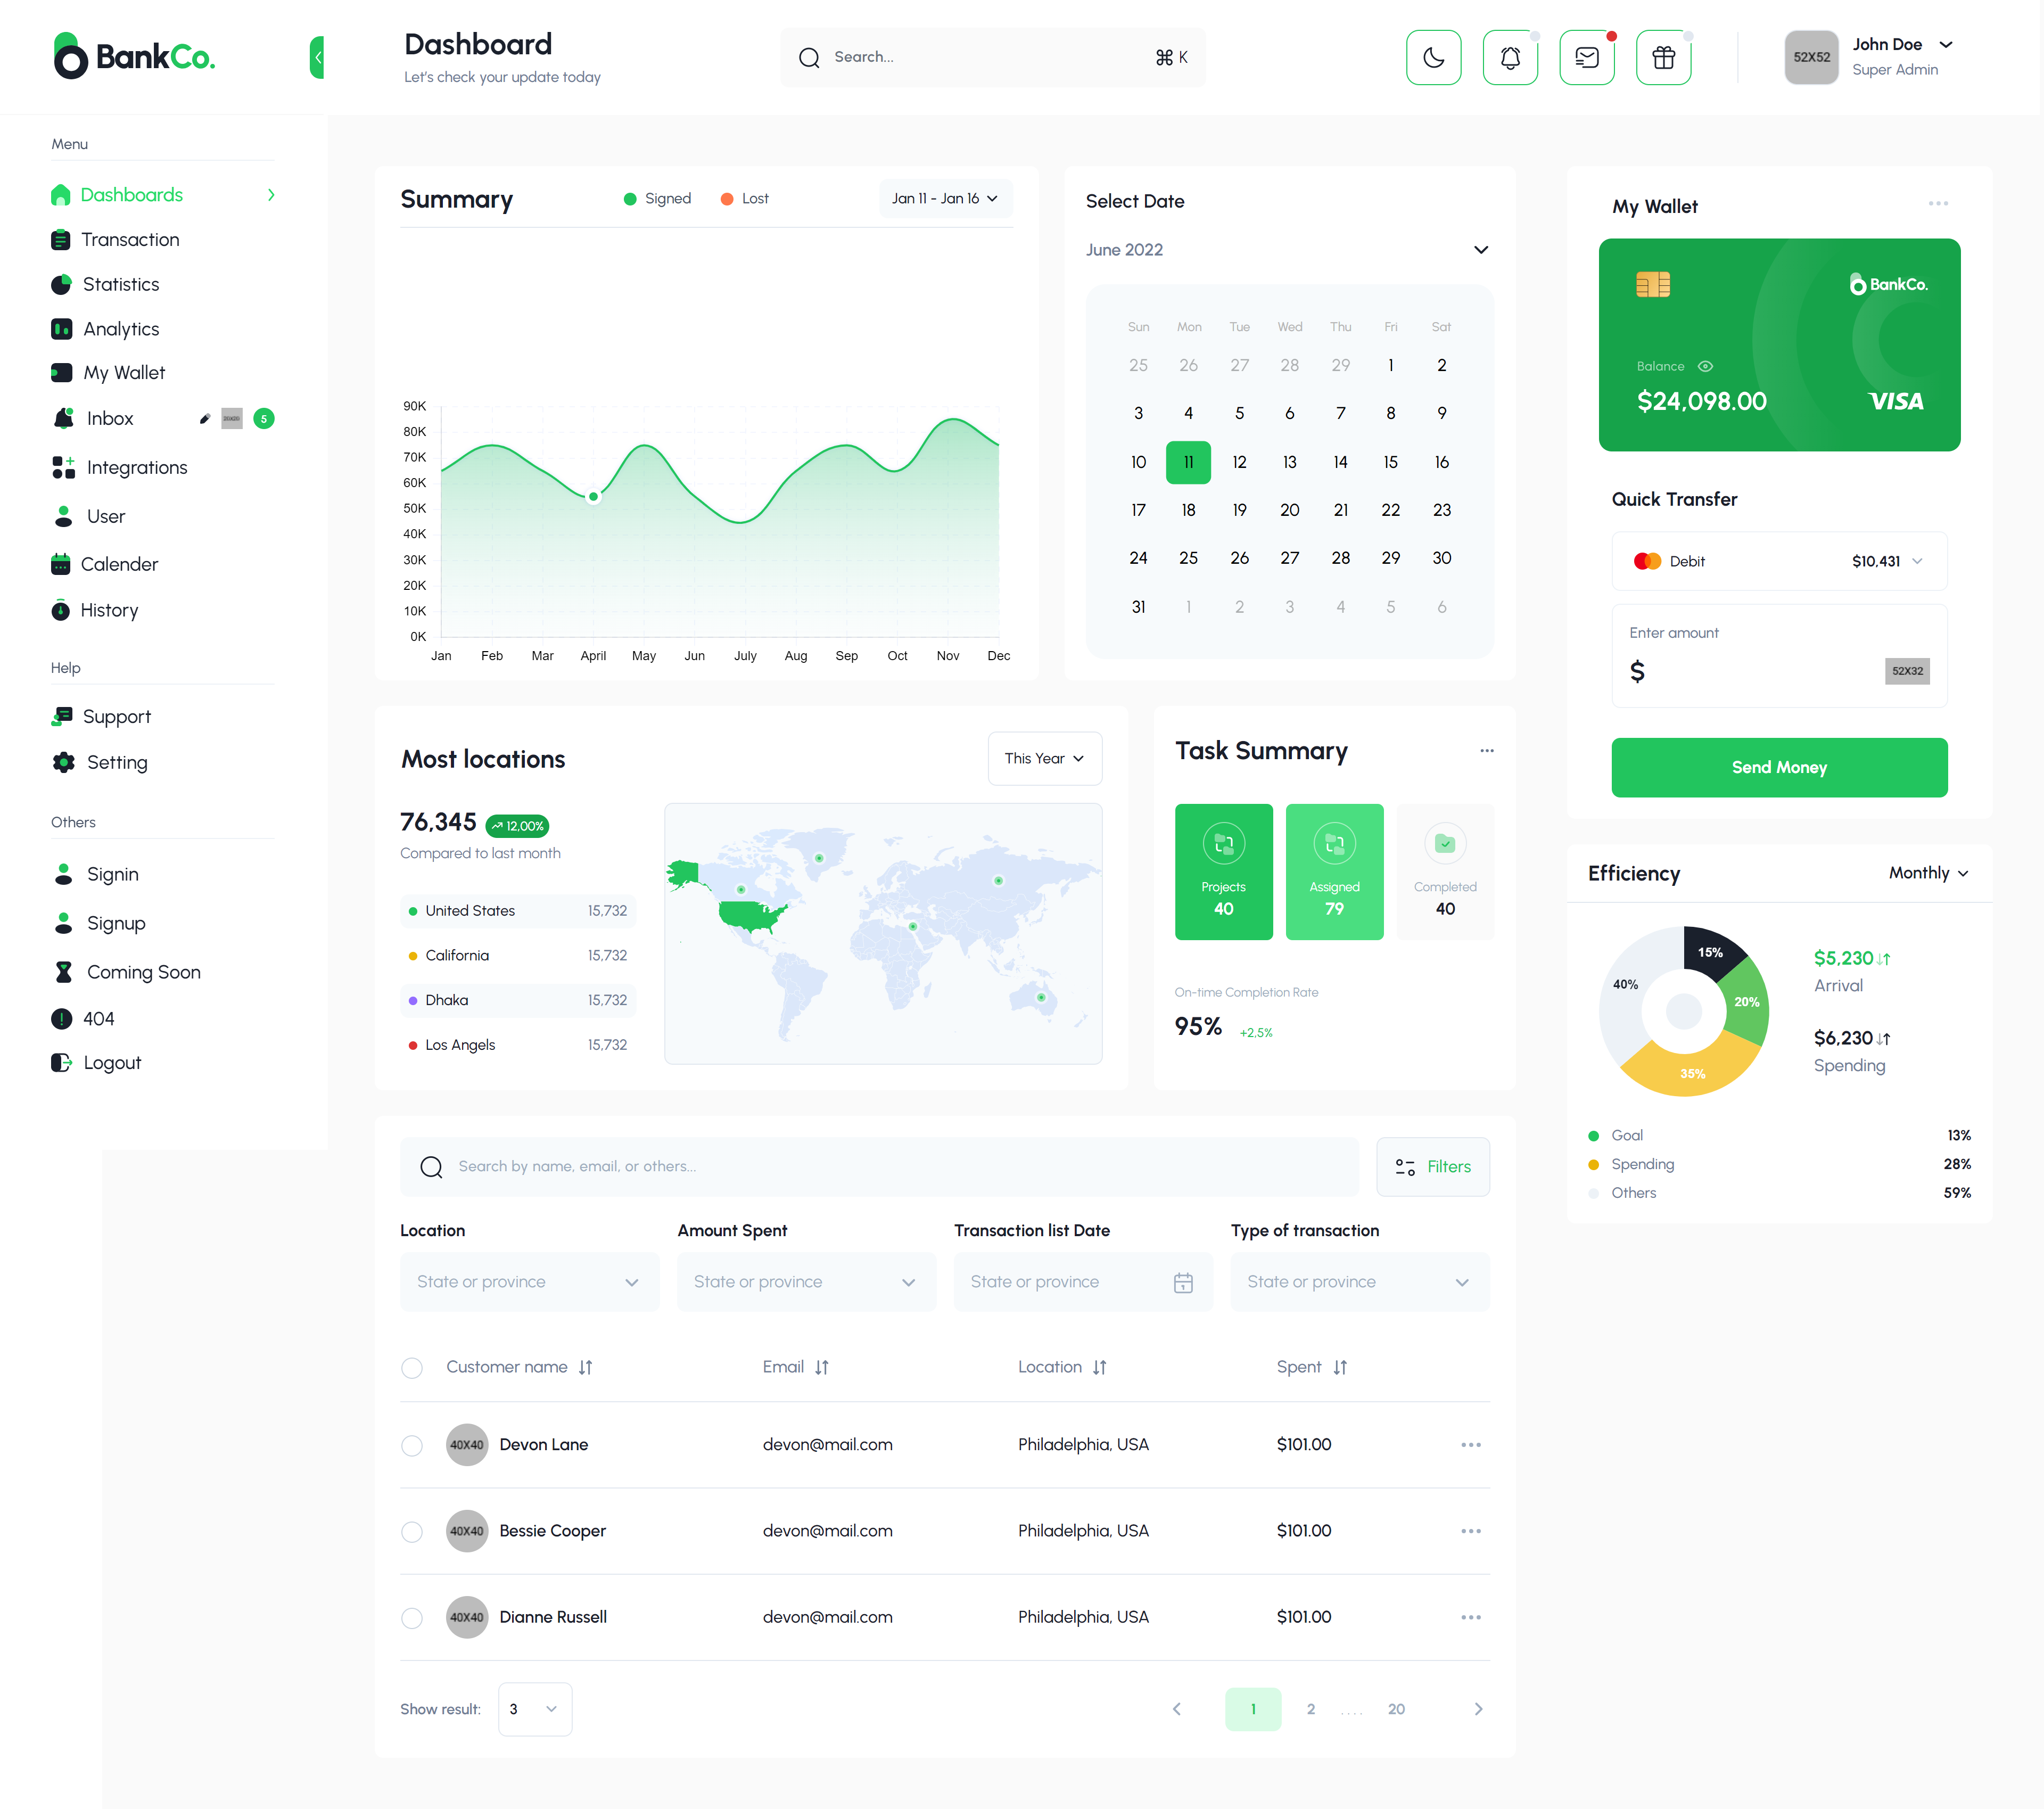 BankCo.
Dashboard
Let's check your update today
Search...
⌘ K
52X52
John Doe
Super Admin
Menu
Dashboards
Transaction
Statistics
Analytics
My Wallet
Inbox
5
Integrations
User
Calender
History
Help
Support
Setting
Others
Signin
Signup
Coming Soon
404
Logout
Summary
Signed
Lost
Jan 11 - Jan 16
90K
80K
70K
60K
50K
40K
30K
20K
10K
0K
Jan Feb Mar April May Jun July Aug Sep Oct Nov Dec
Select Date
June 2022
Sun Mon Tue Wed Thu Fri Sat
25 26 27 28 29 1 2
3 4 5 6 7 8 9
10 11 12 13 14 15 16
17 18 19 20 21 22 23
24 25 26 27 28 29 30
31 1 2 3 4 5 6
My Wallet
BankCo.
Balance
$24,098.00
VISA
Quick Transfer
Debit
$10,431
Enter amount
$
52X32
Send Money
Most locations
This Year
76,345
12,00%
Compared to last month
United States 15,732
California 15,732
Dhaka 15,732
Los Angels 15,732
Task Summary
Projects
40
Assigned
79
Completed
40
On-time Completion Rate
95%
+2,5%
Efficiency
Monthly
15%
20%
35%
40%
$5,230
Arrival
$6,230
Spending
Goal 13%
Spending 28%
Others 59%
Search by name, email, or others...
Filters
Location
Amount Spent
Transaction list Date
Type of transaction
State or province
State or province
State or province
1
State or province
Customer name Email Location Spent
40X40 Devon Lane devon@mail.com Philadelphia, USA $101.00
40X40 Bessie Cooper devon@mail.com Philadelphia, USA $101.00
40X40 Dianne Russell devon@mail.com Philadelphia, USA $101.00
Show result:
3
1 2 .... 20